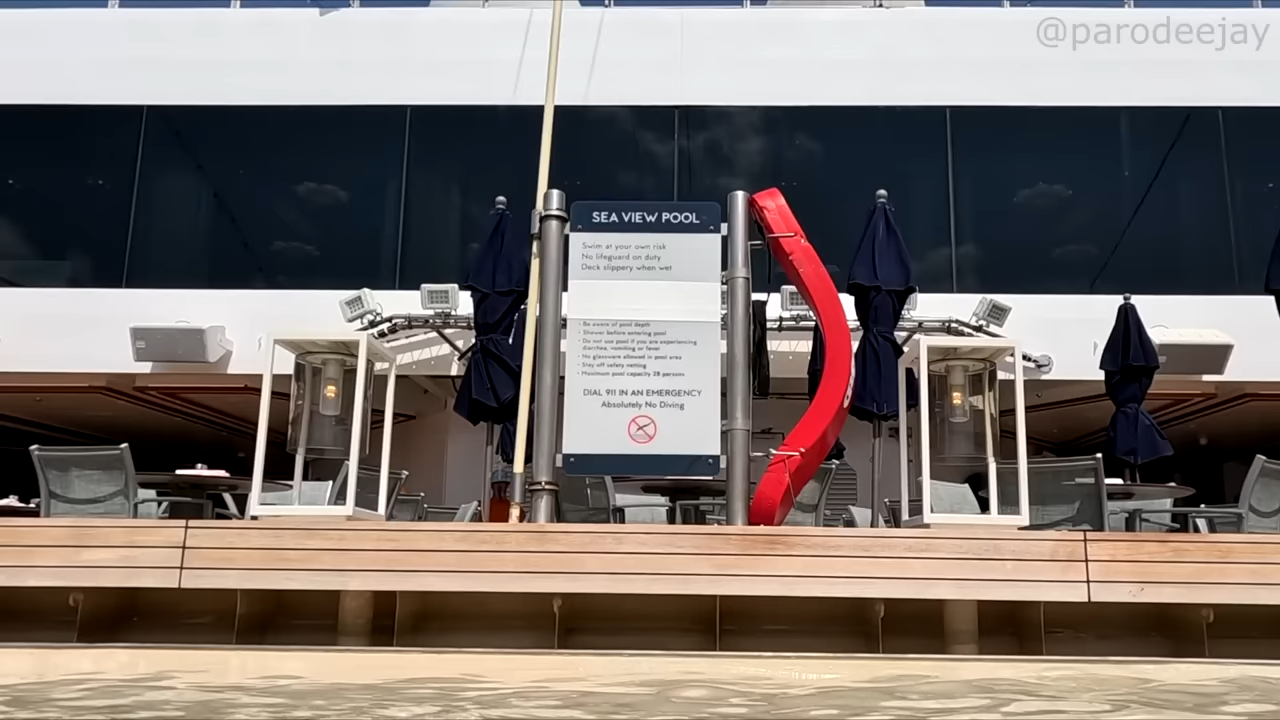 @parodeejay
SEA VIEW POOL
Swim at your own risk
No lifeguard on duty
Deck slippery when wet
• Be aware of pool depth
• Shower before entering pool
• Do not use pool if you are experiencing
diarrhea, vomiting or fever
• No glassware allowed in pool area
• Stay off safety netting
• Maximum pool capacity 28 persons
DIAL 911 IN AN EMERGENCY
Absolutely No Diving